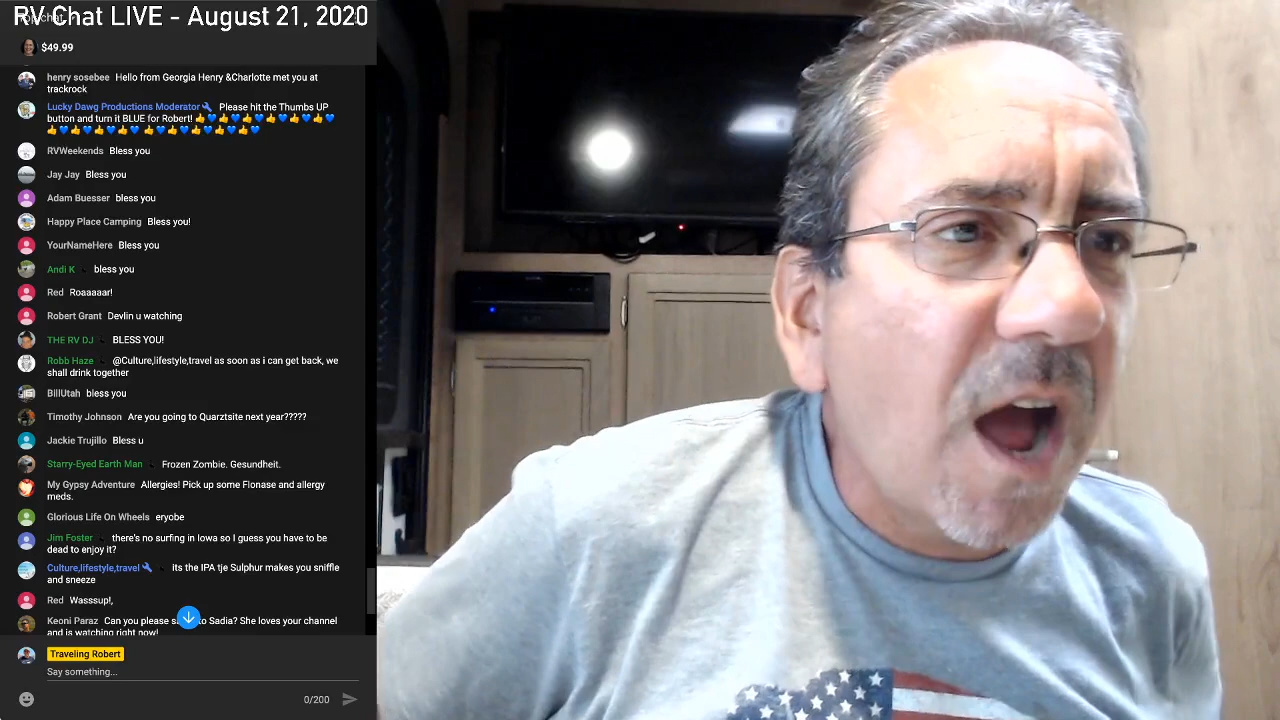 RV Chat LIVE - August 21, 2020
$49.99
henry sosebee Hello from Georgia Henry &Charlotte met you at
trackrock
Lucky Dawg Productions Moderator Please hit the Thumbs UP
button and turn it BLUE for Robert! 👍💙👍💙👍💙👍💙👍💙👍💙
👍💙👍💙👍💙👍💙 👍💙👍💙👍💙👍💙👍💙
RVWeekends Bless you
Jay Jay Bless you
Adam Buesser bless you
Happy Place Camping Bless you!
YourNameHere Bless you
Andi K bless you
Red Roaaaaar!
Robert Grant Devlin u watching
THE RV DJ BLESS YOU!
Robb Haze @Culture,lifestyle,travel as soon as i can get back, we
shall drink together
BillUtah bless you
Timothy Johnson Are you going to Quartzsite next year?????
Jackie Trujillo Bless u
Starry-Eyed Earth Man Frozen Zombie. Gesundheit.
My Gypsy Adventure Allergies! Pick up some Flonase and allergy
meds.
Glorious Life On Wheels eryobe
Jim Foster there's no surfing in Iowa so I guess you have to be
dead to enjoy it?
Culture,lifestyle,travel its the IPA tje Sulphur makes you sniffle
and sneeze
Red Wasssup!,
Keoni Paraz Can you please Sadia? She loves your channel
and is watching right now!
Traveling Robert
Say something...
0/200